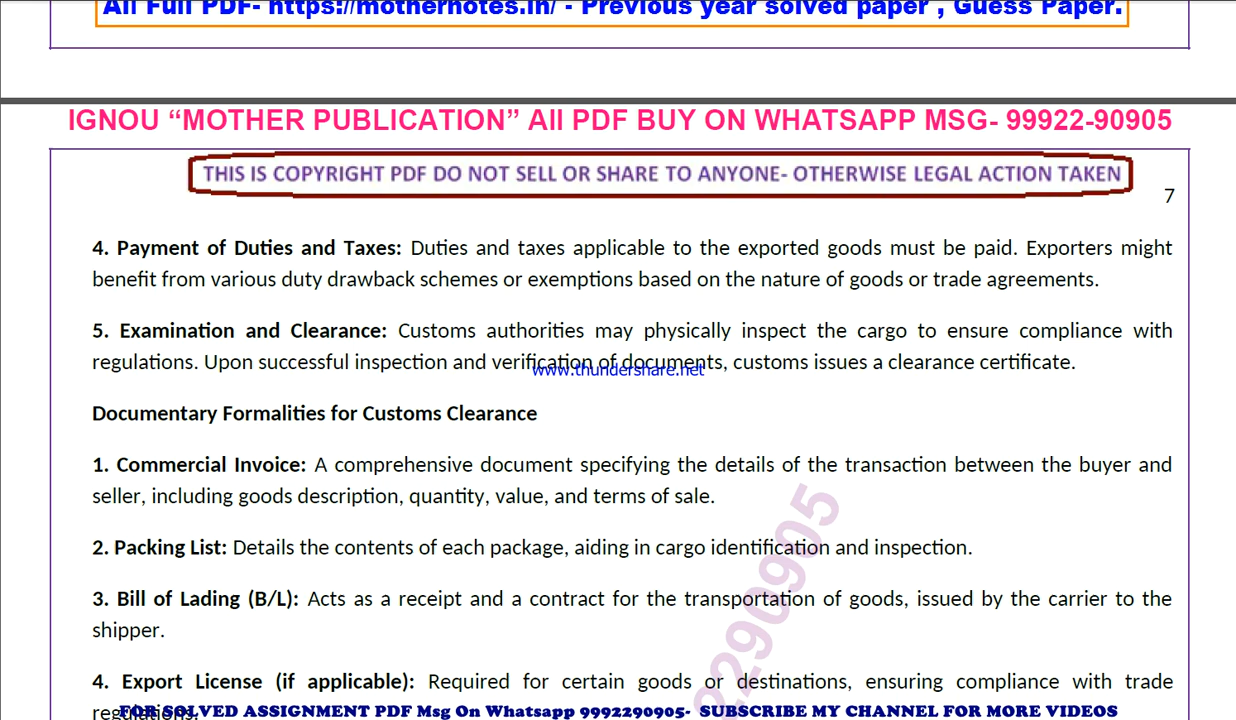 All Full PDF- https://mothernotes.in/ - Previous year solved paper , Guess Paper.
IGNOU “MOTHER PUBLICATION” All PDF BUY ON WHATSAPP MSG- 99922-90905
THIS IS COPYRIGHT PDF DO NOT SELL OR SHARE TO ANYONE- OTHERWISE LEGAL ACTION TAKEN
7
4. Payment of Duties and Taxes: Duties and taxes applicable to the exported goods must be paid. Exporters might
benefit from various duty drawback schemes or exemptions based on the nature of goods or trade agreements.
5. Examination and Clearance: Customs authorities may physically inspect the cargo to ensure compliance with
regulations. Upon successful inspection and verification of documents, customs issues a clearance certificate.
www.thundershare.net
Documentary Formalities for Customs Clearance
1. Commercial Invoice: A comprehensive document specifying the details of the transaction between the buyer and
seller, including goods description, quantity, value, and terms of sale.
2. Packing List: Details the contents of each package, aiding in cargo identification and inspection.
3. Bill of Lading (B/L): Acts as a receipt and a contract for the transportation of goods, issued by the carrier to the
shipper.
2290905
4. Export License (if applicable): Required for certain goods or destinations, ensuring compliance with trade
regulations.
FOR SOLVED ASSIGNMENT PDF Msg On Whatsapp 9992290905- SUBSCRIBE MY CHANNEL FOR MORE VIDEOS